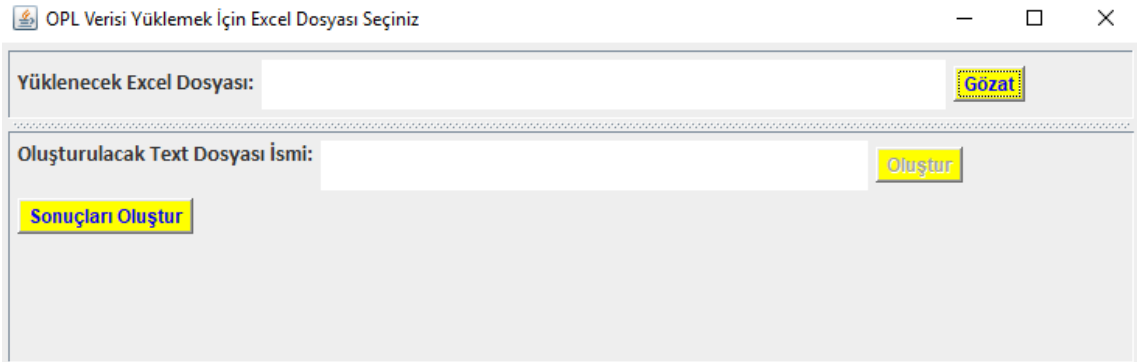 OPL Verisi Yüklemek İçin Excel Dosyası Seçiniz
Yüklenecek Excel Dosyası: Gözat
Oluşturulacak Text Dosyası İsmi: Oluştur
Sonuçları Oluştur